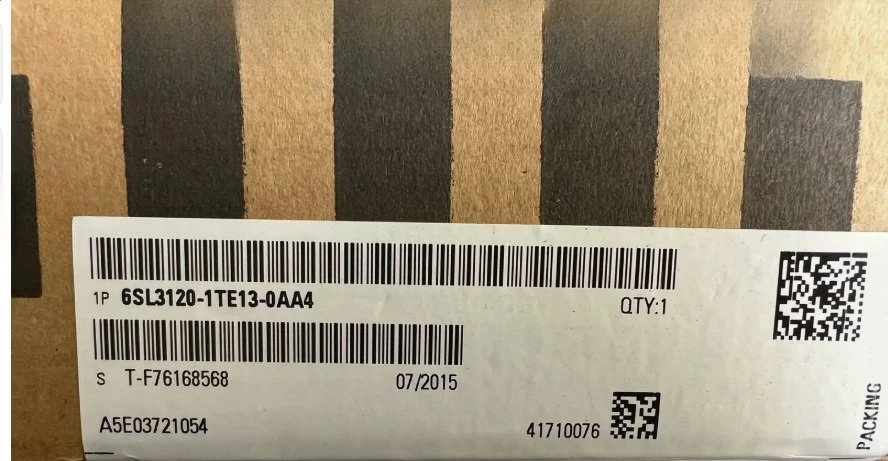 1P 6SL3120-1TE13-0AA4 QTY:1
S T-F76168568 07/2015
A5E03721054 41710076
PACKING